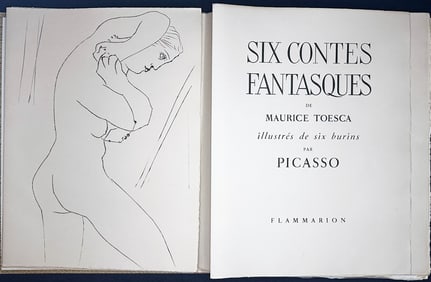 SIX CONTES
FANTASQUES
DE
MAURICE TOESCA
illustrés de six burins
PAR
PICASSO
FLAMMARION